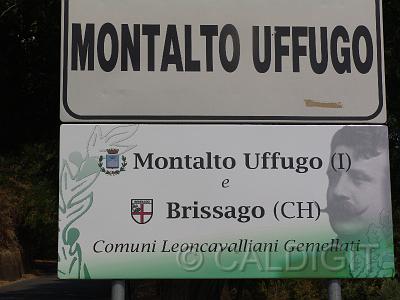 MONTALTO UFFUGO
Montalto Uffugo (I)
e
Brissago (CH)
Comuni Leoncavalliani Gemellati
© CALDIGIT